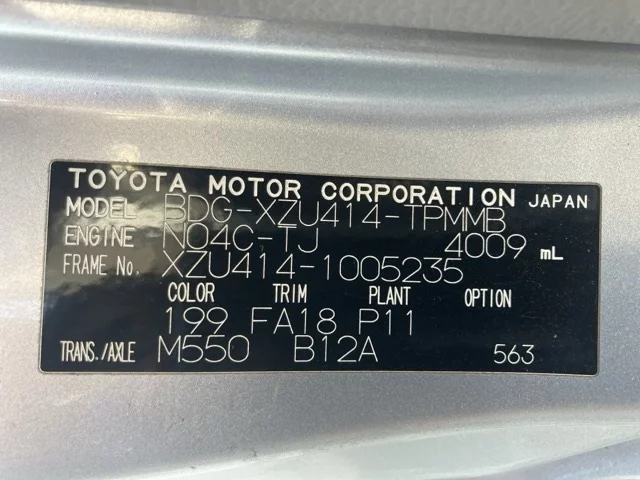 TOYOTA MOTOR CORPORATION JAPAN
MODEL BDG-XZU414-TPMMB
ENGINE N04C-TJ 4009 mL
FRAME No. XZU414-1005235
COLOR TRIM PLANT OPTION
199 FA18 P11
TRANS./AXLE M550 B12A 563